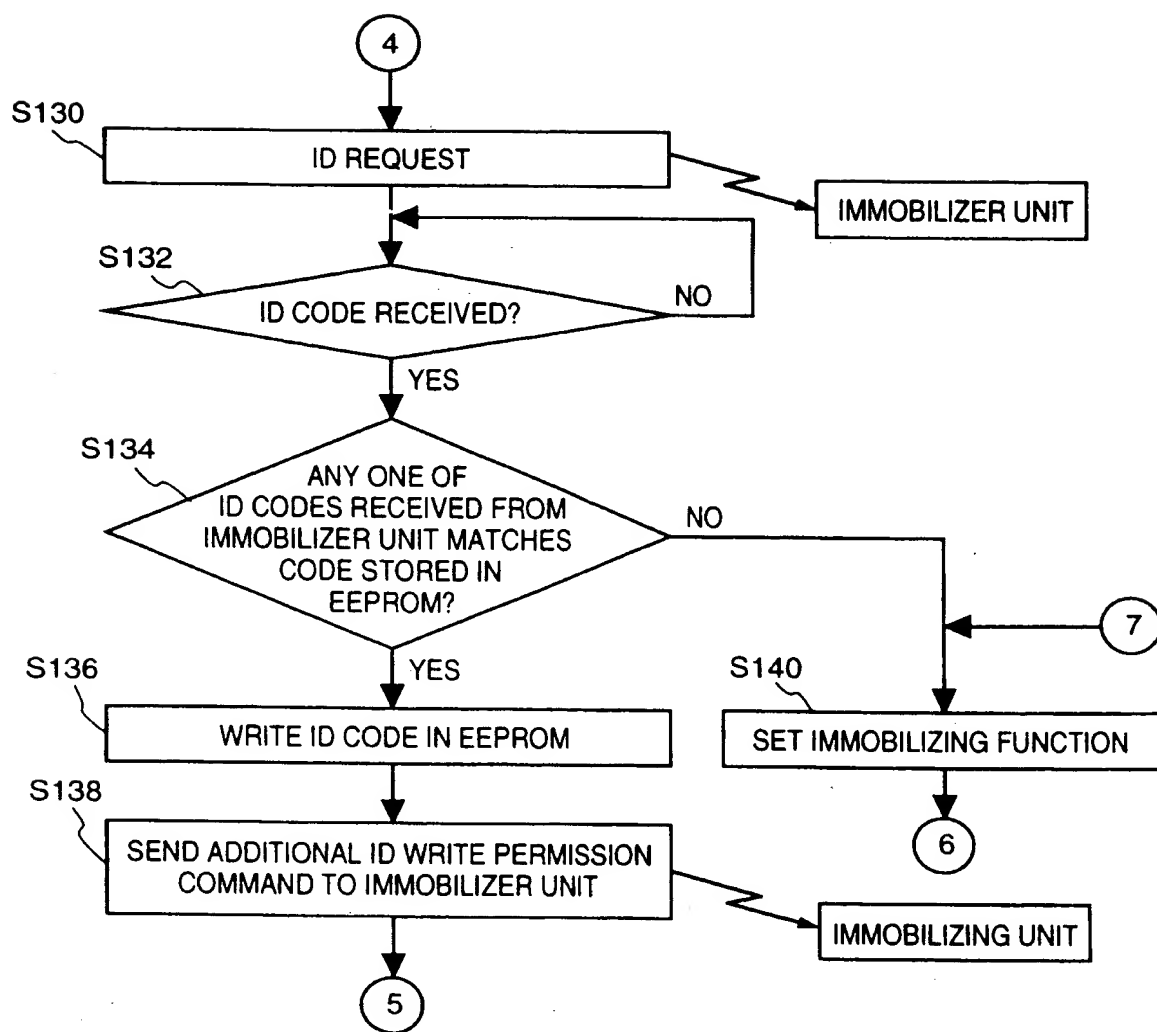 4
S130
ID REQUEST
IMMOBILIZER UNIT
S132
ID CODE RECEIVED?
NO
YES
S134
ANY ONE OF
ID CODES RECEIVED FROM
IMMOBILIZER UNIT MATCHES
CODE STORED IN
EEPROM?
NO
7
YES
S136
S140
WRITE ID CODE IN EEPROM
SET IMMOBILIZING FUNCTION
S138
6
SEND ADDITIONAL ID WRITE PERMISSION
COMMAND TO IMMOBILIZER UNIT
IMMOBILIZING UNIT
5